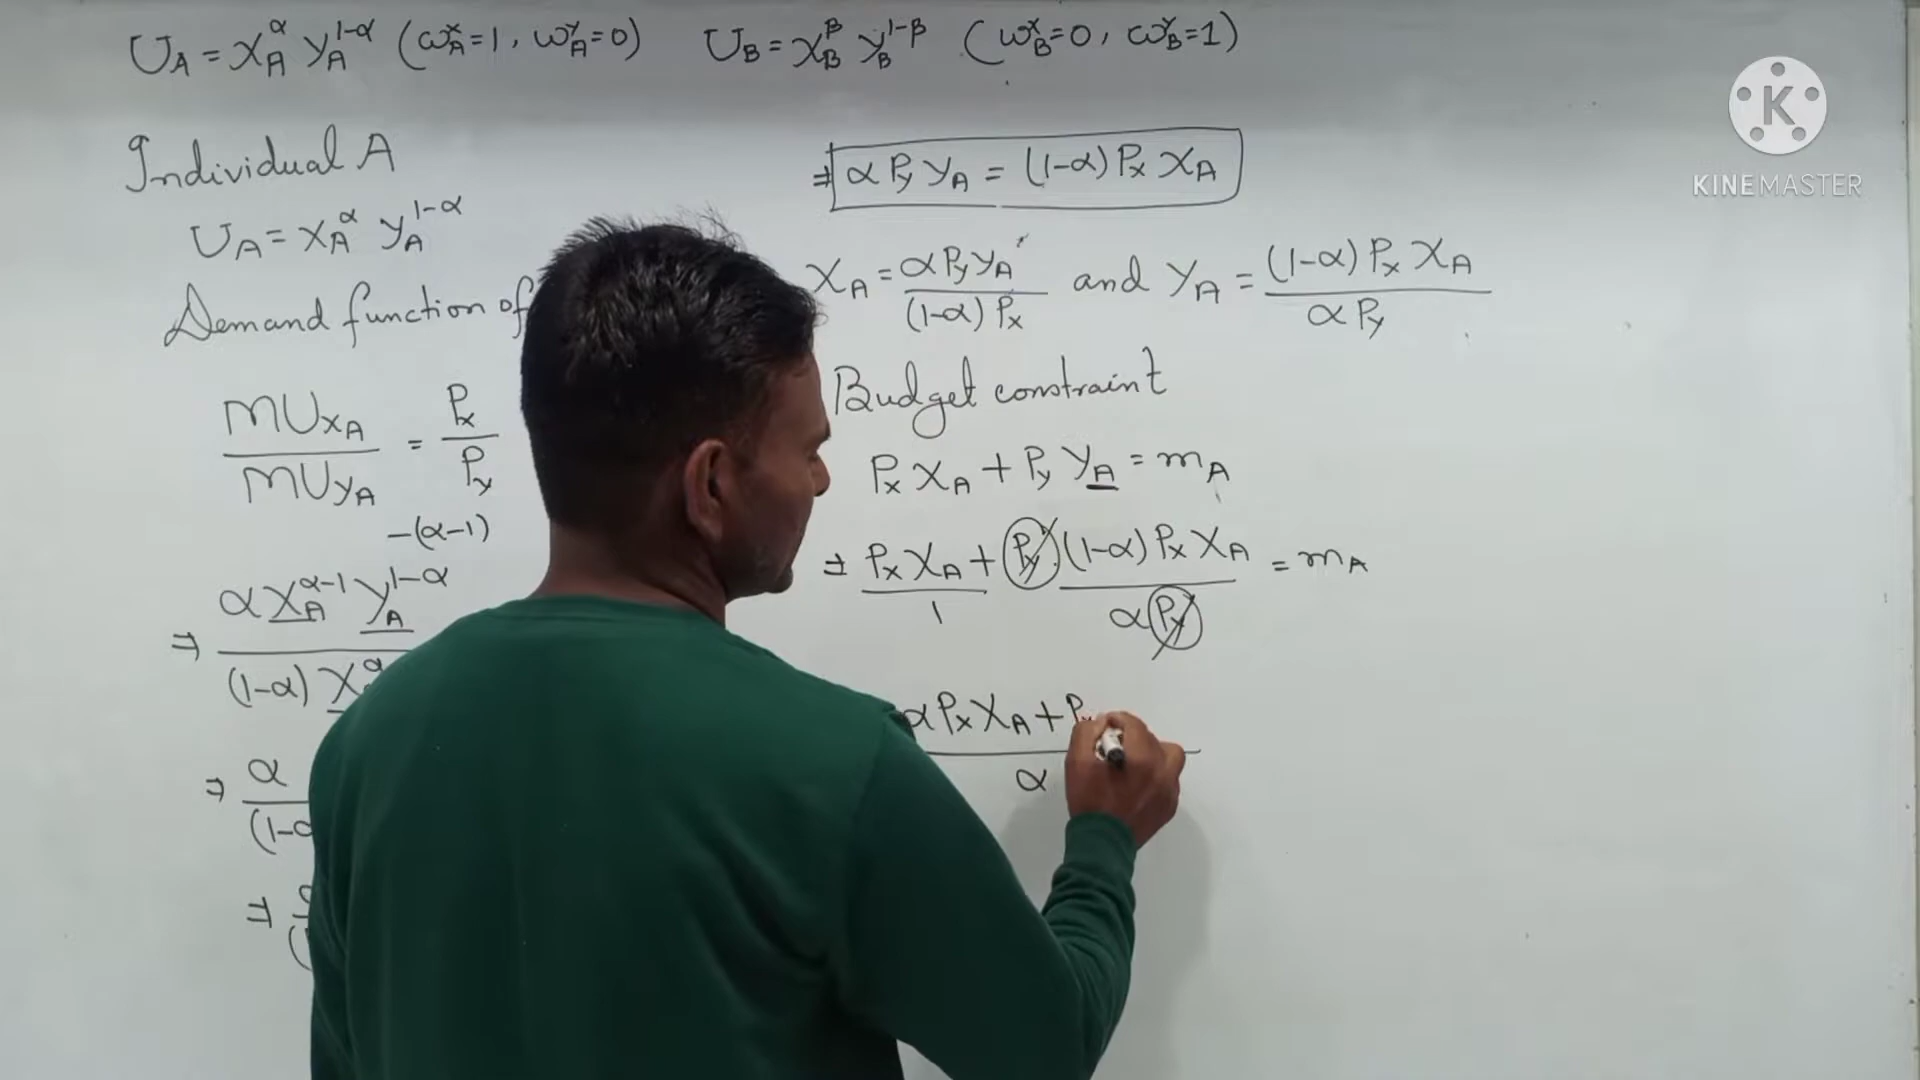 U_A = X_A^α Y_A^{1-α} (ω_A^x=1, ω_A^y=0) U_B = X_B^β Y_B^{1-β} (ω_B^x=0, ω_B^y=1)
Individual A
U_A = X_A^α Y_A^{1-α}
Demand function of
MU_{XA} / MU_{YA} = P_x / P_y
-(α-1)
⇒ α X_A^{α-1} Y_A^{1-α} / (1-α) X
⇒ α / (1-α
⇒
⇒ α P_y Y_A = (1-α) P_x X_A
X_A = α P_y Y_A / (1-α) P_x and Y_A = (1-α) P_x X_A / α P_y
Budget constraint
P_x X_A + P_y Y_A = m_A
⇒ P_x X_A / 1 + P_y · (1-α) P_x X_A / α P_y = m_A
α P_x X_A + P_x / α
KINEMASTER